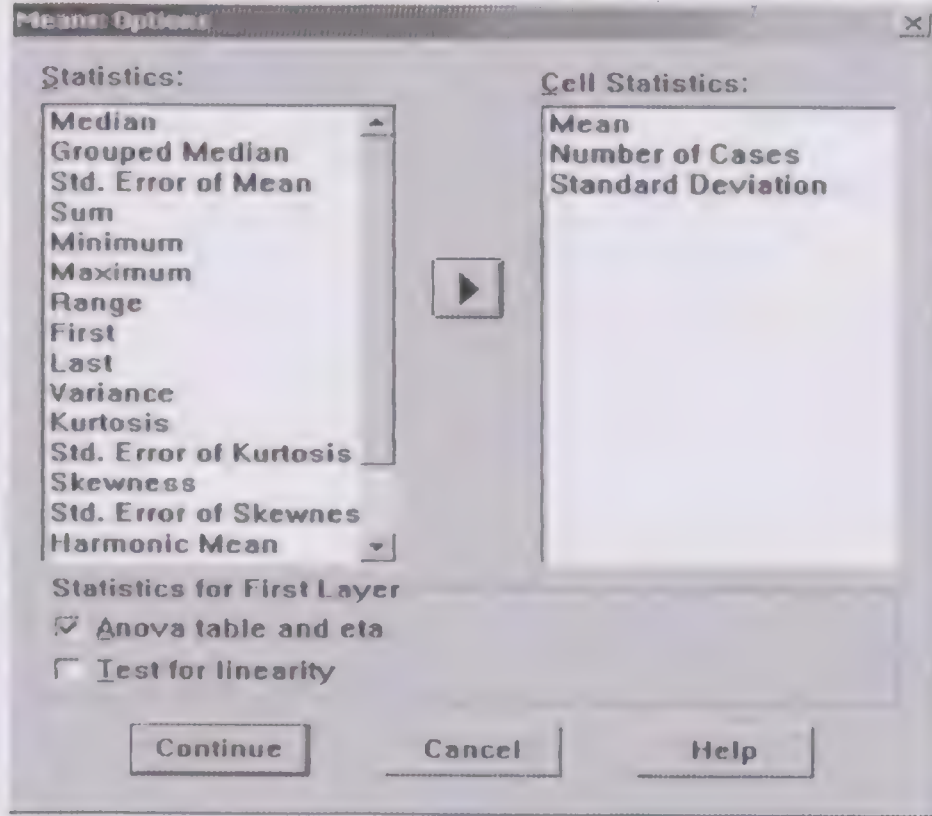 Means: Options
Statistics:
Median
Grouped Median
Std. Error of Mean
Sum
Minimum
Maximum
Range
First
Last
Variance
Kurtosis
Std. Error of Kurtosis
Skewness
Std. Error of Skewnes
Harmonic Mean
Cell Statistics:
Mean
Number of Cases
Standard Deviation
Statistics for First Layer
Anova table and eta
Test for linearity
Continue
Cancel
Help